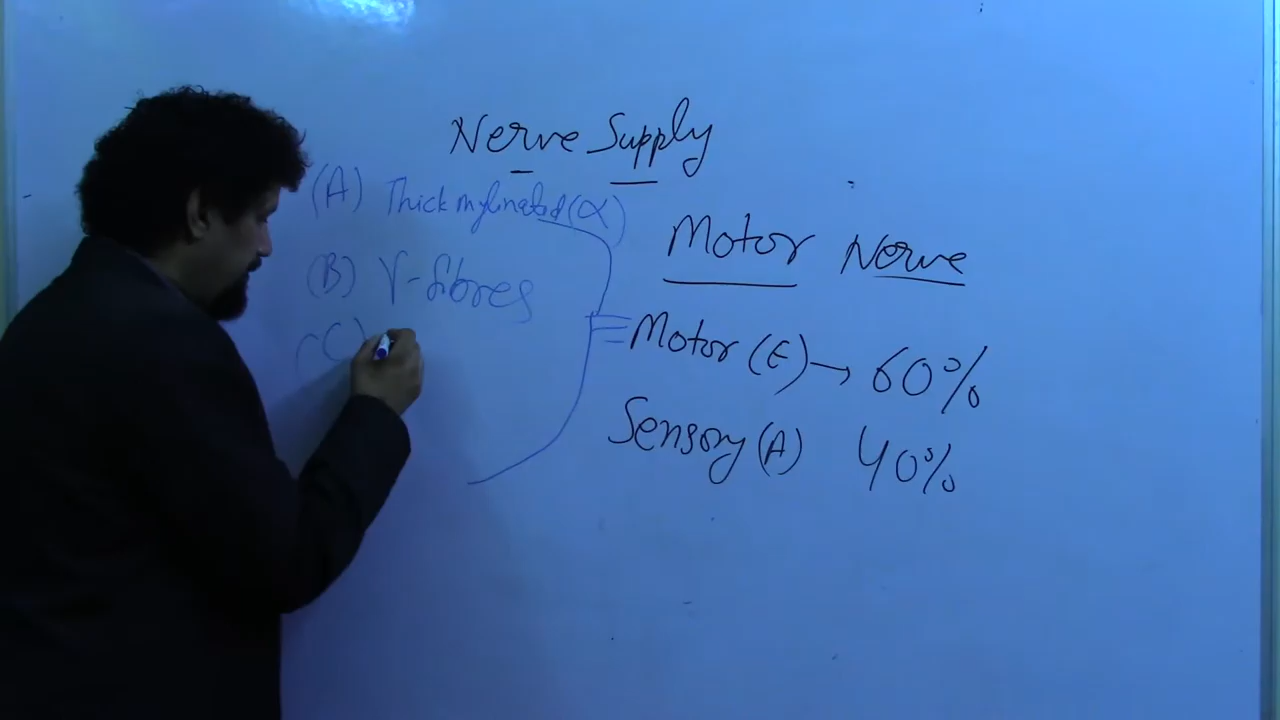 Nerve Supply
(A) Thick mylinated (α)
(B) γ-fibres
(C)
Motor Nerve
Motor (E) → 60%
Sensory (A) 40%